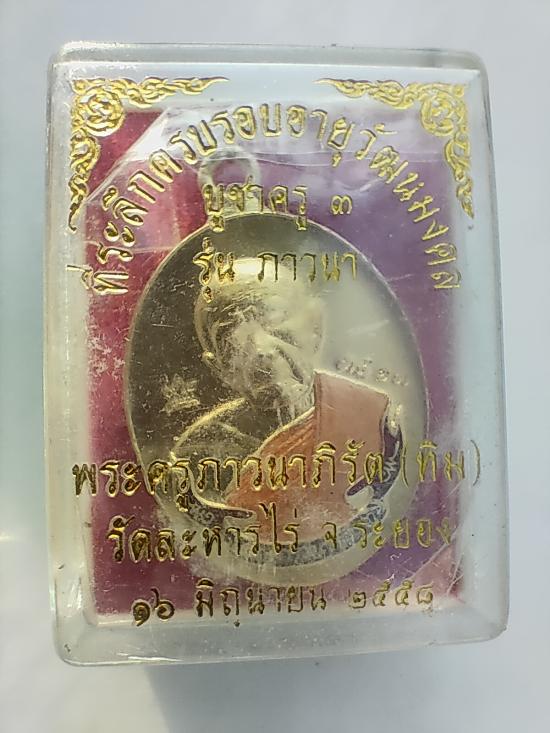 ที่ระลึกครบรอบอายุวัฒนมงคล
บูชาครู ๓
รุ่น ภาวนา
พระครูภาวนาภิรัต (ทิม)
วัดละหารไร่ จ.ระยอง
๑๖ มิถุนายน ๒๕๕๘